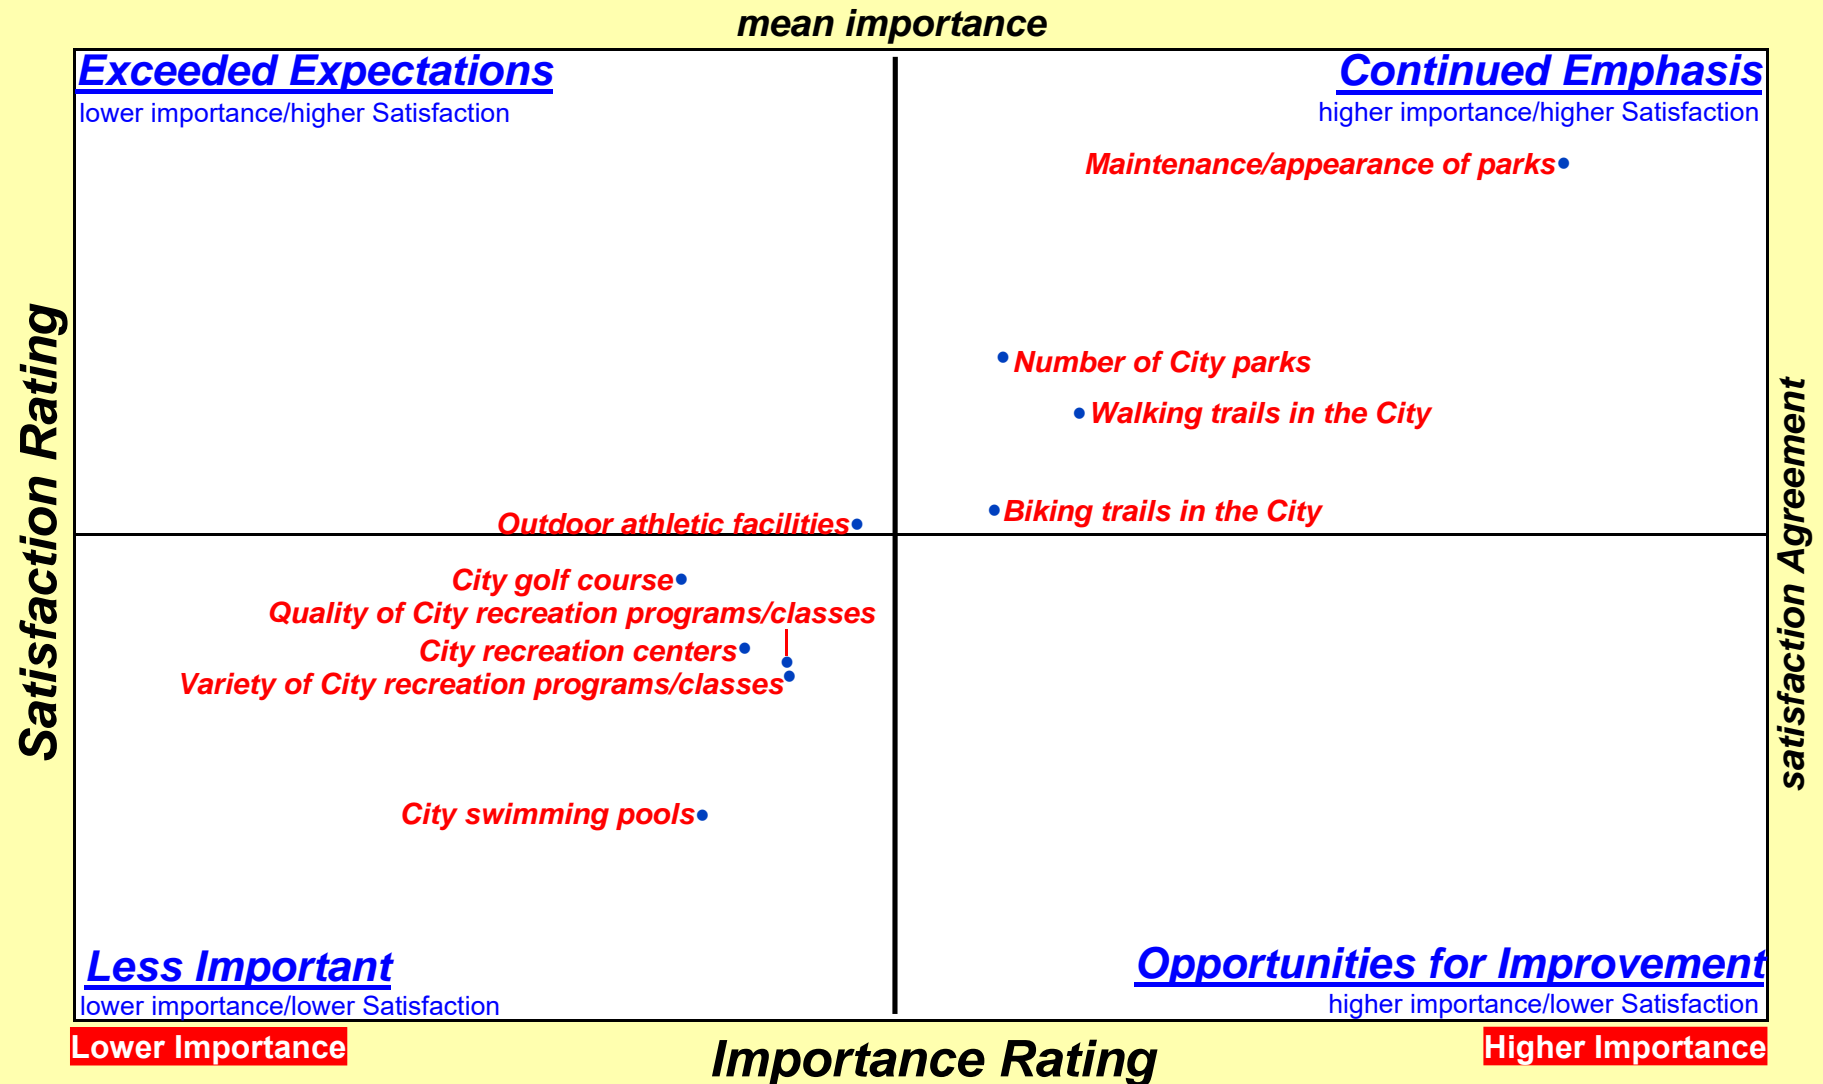 mean importance
Exceeded Expectations
lower importance/higher Satisfaction
Continued Emphasis
higher importance/higher Satisfaction
Maintenance/appearance of parks
Number of City parks
Walking trails in the City
Biking trails in the City
Outdoor athletic facilities
City golf course
Quality of City recreation programs/classes
City recreation centers
Variety of City recreation programs/classes
City swimming pools
Satisfaction Rating
satisfaction Agreement
Less Important
lower importance/lower Satisfaction
Opportunities for Improvement
higher importance/lower Satisfaction
Lower Importance
Importance Rating
Higher Importance